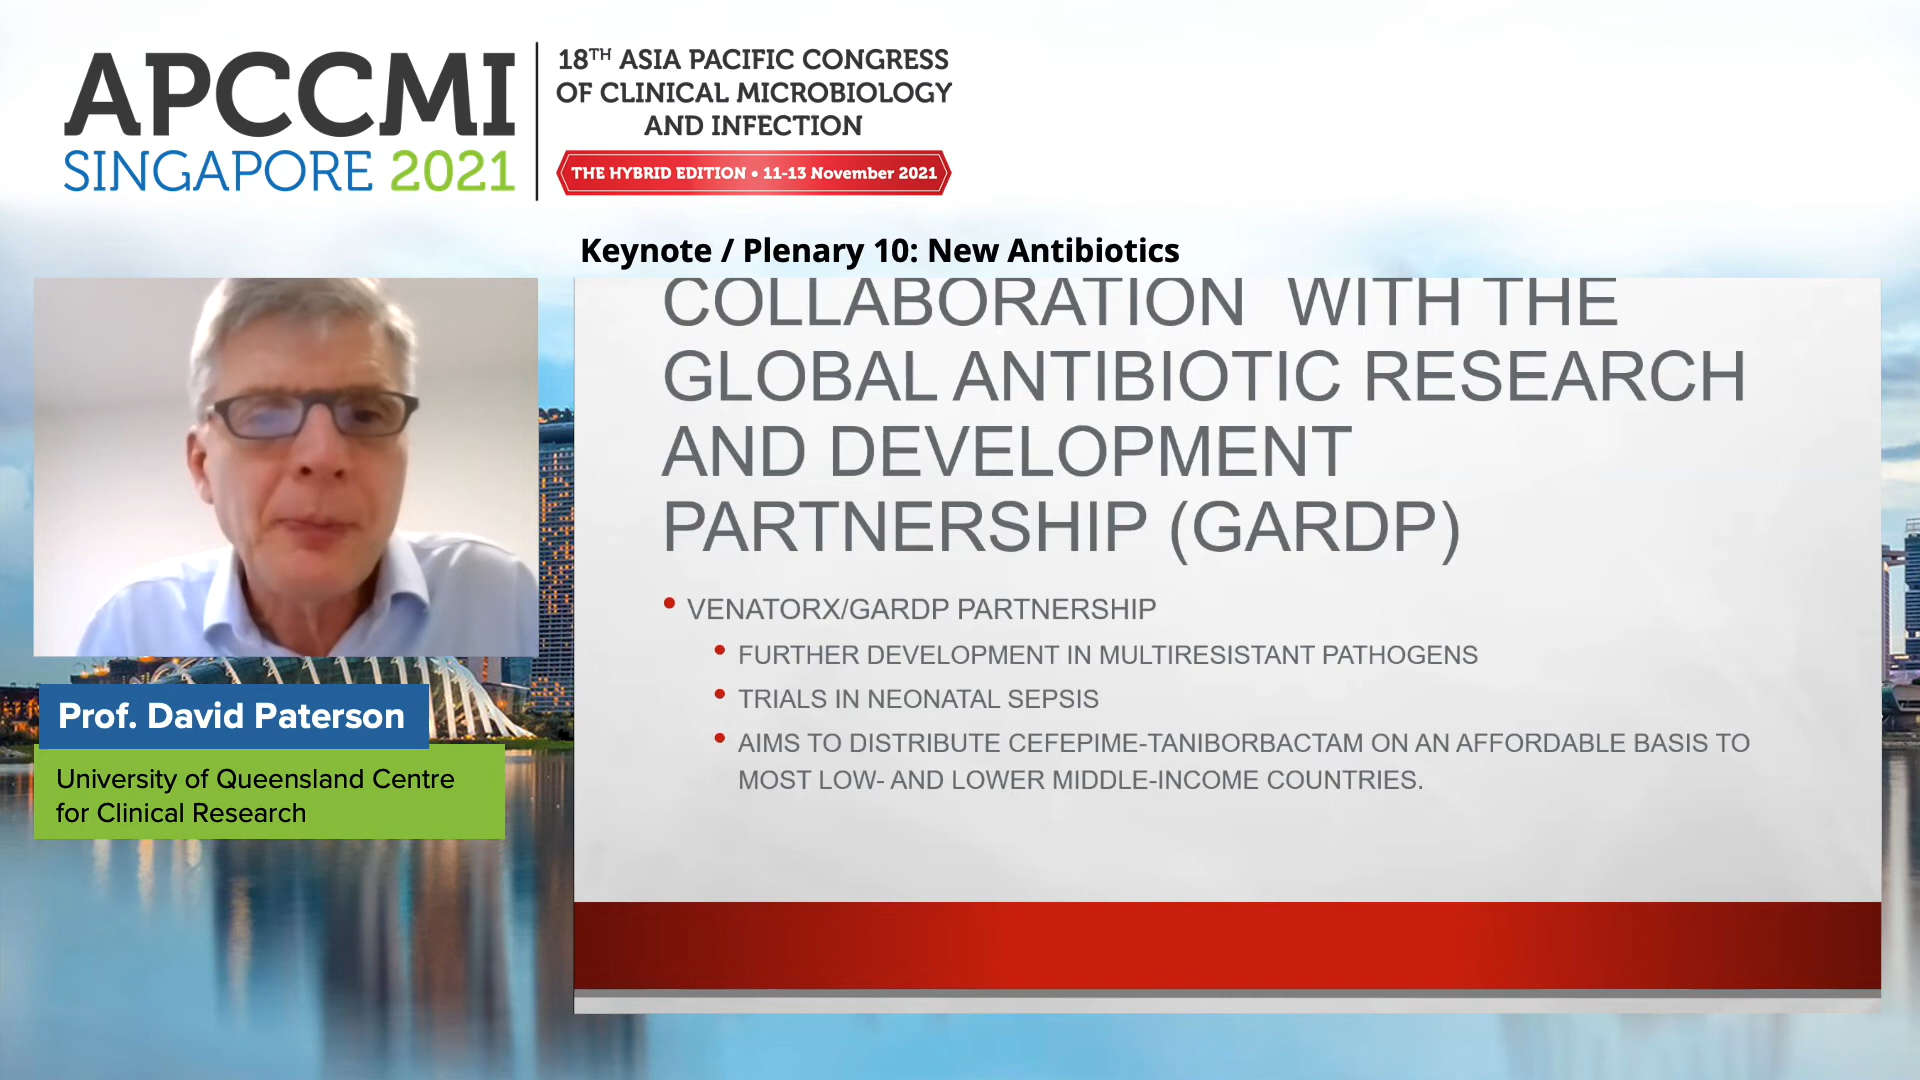 APCCMI
SINGAPORE 2021
18TH ASIA PACIFIC CONGRESS
OF CLINICAL MICROBIOLOGY
AND INFECTION
THE HYBRID EDITION • 11-13 November 2021
Keynote / Plenary 10: New Antibiotics
COLLABORATION WITH THE
GLOBAL ANTIBIOTIC RESEARCH
AND DEVELOPMENT
PARTNERSHIP (GARDP)
• VENATORX/GARDP PARTNERSHIP
• FURTHER DEVELOPMENT IN MULTIRESISTANT PATHOGENS
• TRIALS IN NEONATAL SEPSIS
• AIMS TO DISTRIBUTE CEFEPIME-TANIBORBACTAM ON AN AFFORDABLE BASIS TO
MOST LOW- AND LOWER MIDDLE-INCOME COUNTRIES.
Prof. David Paterson
University of Queensland Centre
for Clinical Research